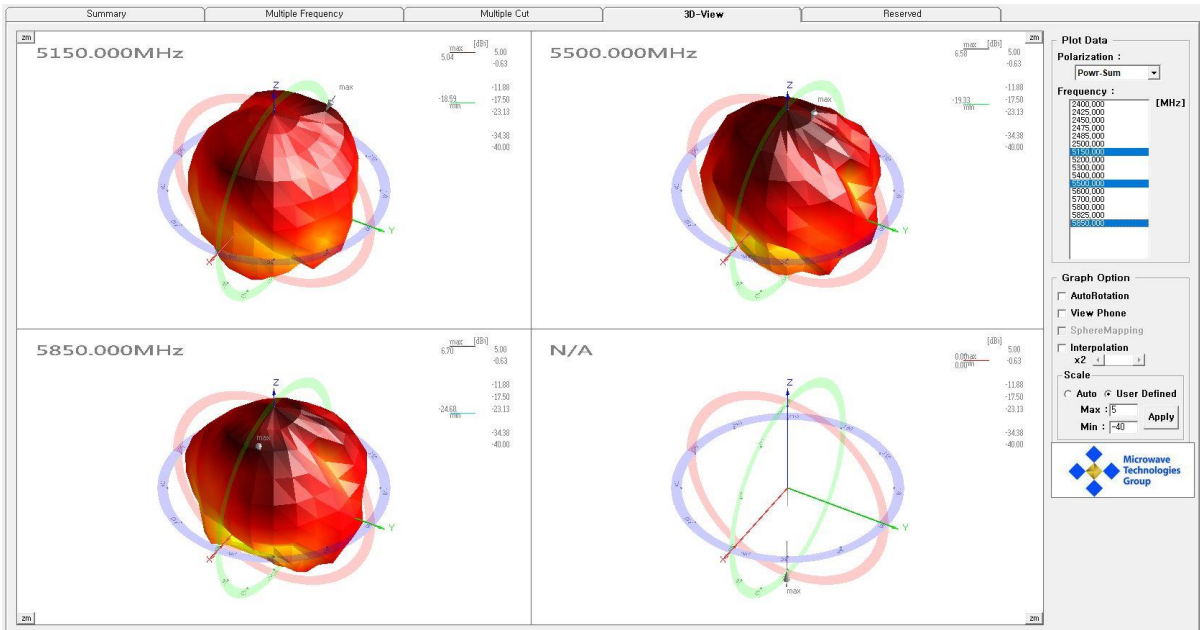 Summary
Multiple Frequency
Multiple Cut
3D-View
Reserved
zm
5150.000MHz
max [dBi]
5.04
5.00
-0.63
-11.88
-18.59
-17.50
min
-23.13
-34.38
-40.00
Z
max
X
Y
5500.000MHz
max [dBi]
6.58
5.00
-0.63
-11.88
-19.33
-17.50
min
-23.13
-34.38
-40.00
Z
max
X
Y
zm
5850.000MHz
max [dBi]
6.70
5.00
-0.63
-11.88
-17.50
-24.68
-23.13
min
-34.38
-40.00
Z
max
X
Y
zm
N/A
[dBi]
0.00 max
5.00
0.00
-0.63
-11.88
-17.50
-23.13
-34.38
-40.00
Z
X
Y
max
zm
Plot Data
Polarization :
Powr-Sum
Frequency :
[MHz]
2400,000
2425,000
2450,000
2475,000
2485,000
2500,000
5150,000
5200,000
5300,000
5400,000
5500,000
5600,000
5700,000
5800,000
5825,000
5850,000
Graph Option
AutoRotation
View Phone
SphereMapping
Interpolation
x2
Scale
Auto User Defined
Max : 5
Min : -40
Apply
Microwave
Technologies
Group